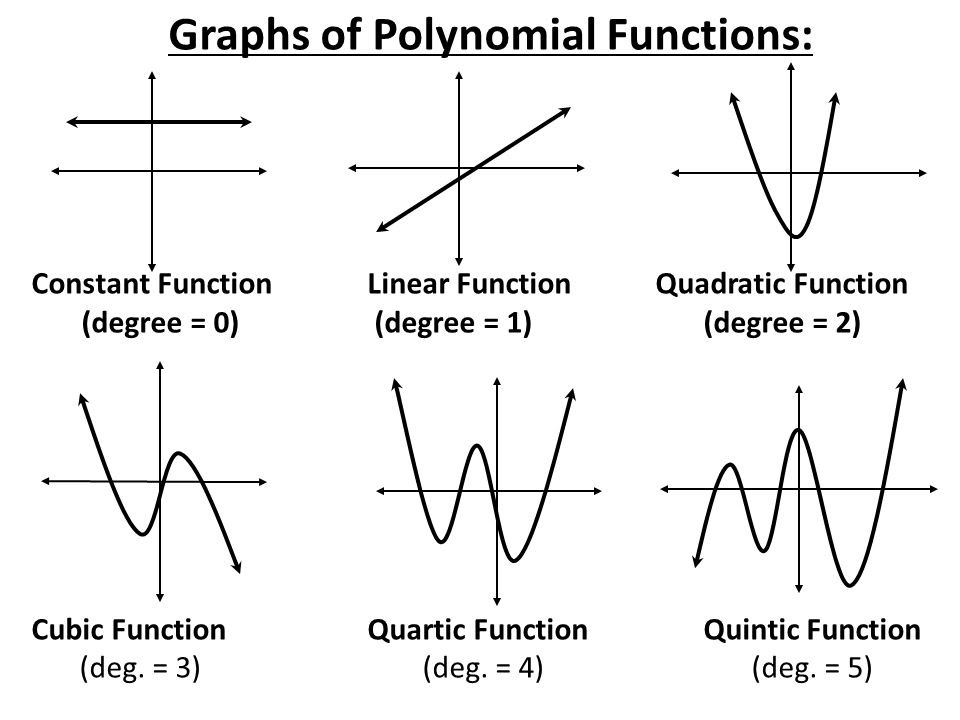 Graphs of Polynomial Functions:
Constant Function
(degree = 0)
Linear Function
(degree = 1)
Quadratic Function
(degree = 2)
Cubic Function
(deg. = 3)
Quartic Function
(deg. = 4)
Quintic Function
(deg. = 5)